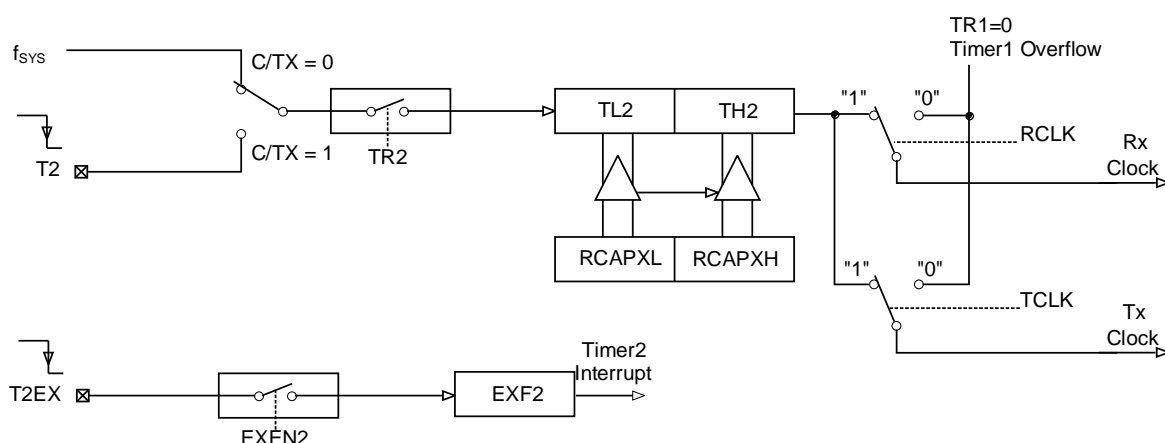 TR1=0
Timer1 Overflow
fSYS
C/TX = 0
TL2
TH2
"1"
"0"
T2
C/TX = 1
TR2
RCLK
Rx
Clock
RCAPXL
RCAPXH
"1"
"0"
TCLK
Tx
Clock
Timer2
Interrupt
T2EX
EXF2
EXEN2